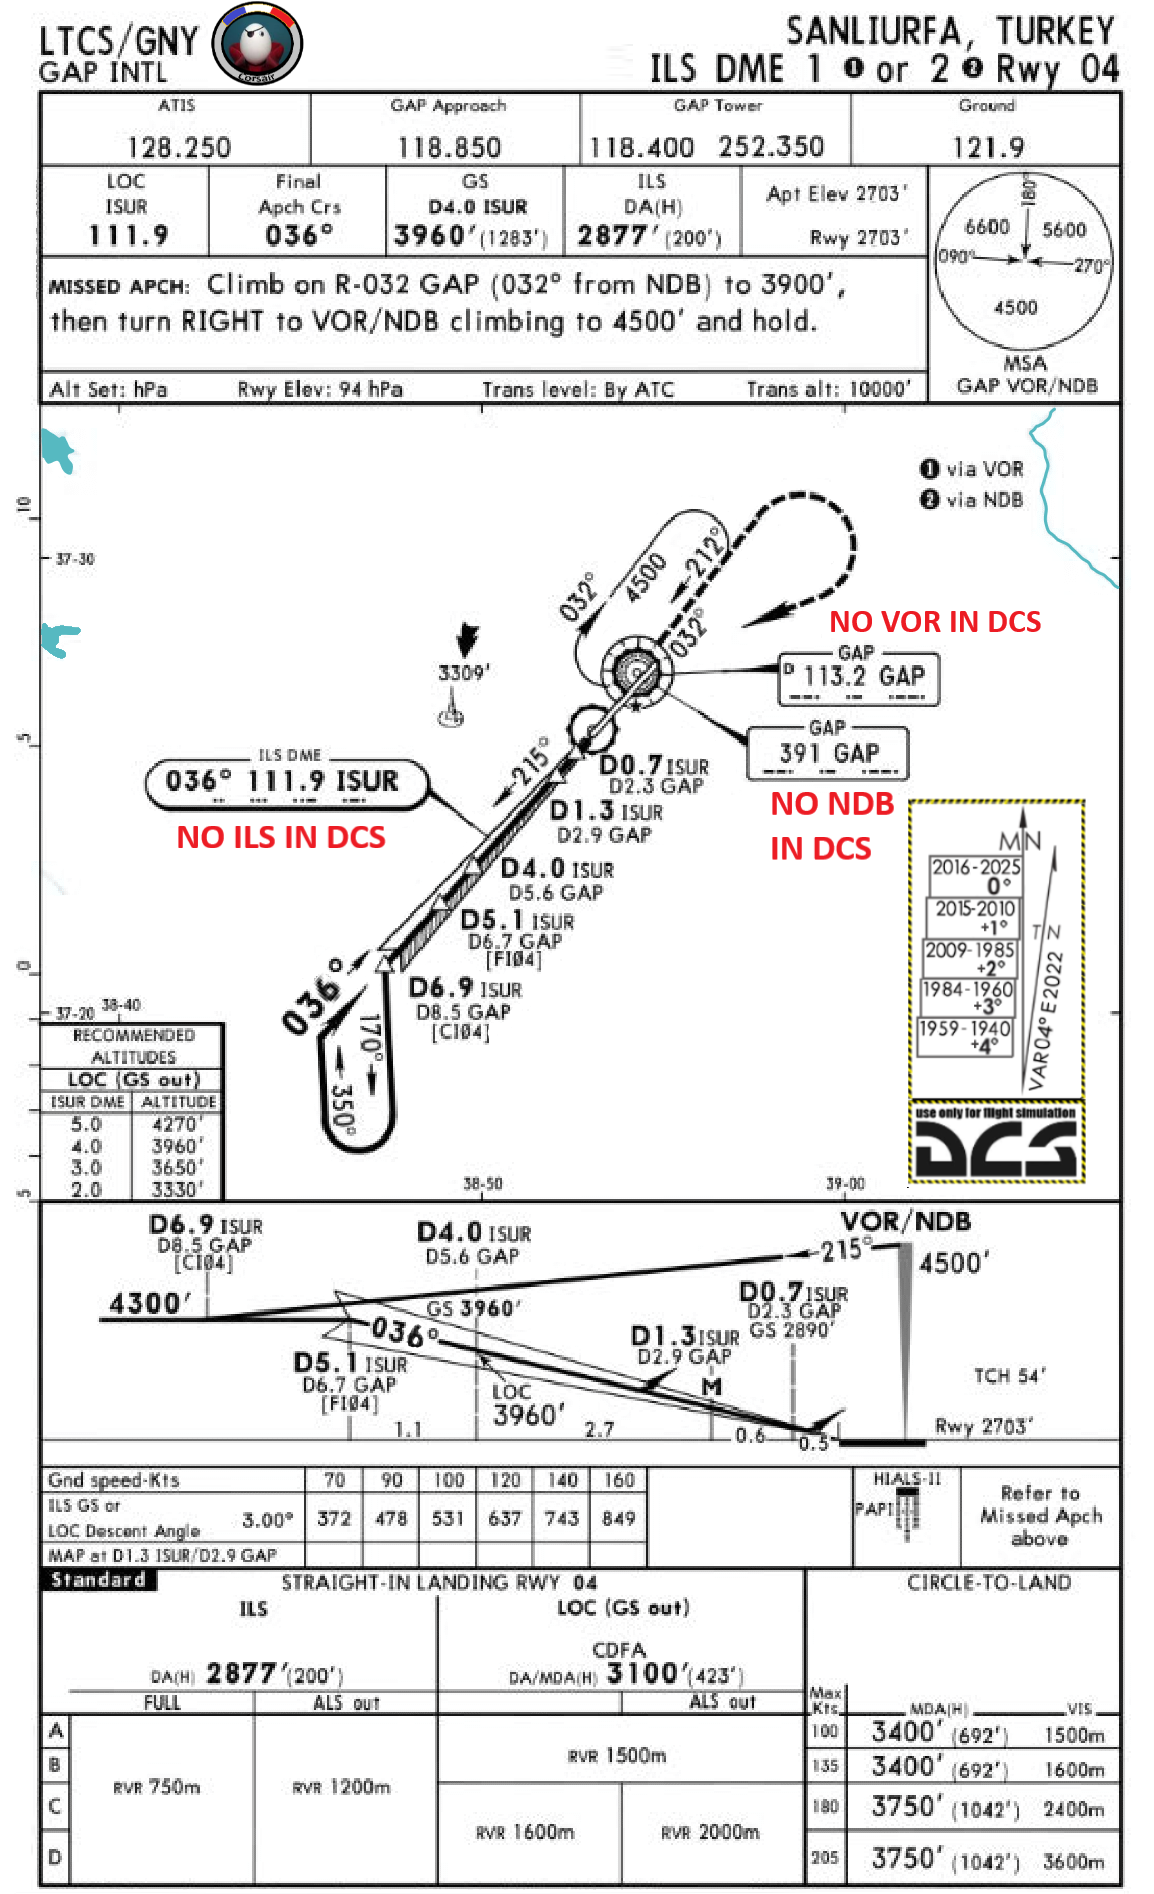 LTCS/GNY
GAP INTL
Corsair
SANLIURFA, TURKEY
ILS DME 1 ❶ or 2 ❷ Rwy 04
ATIS
128.250
GAP Approach
118.850
GAP Tower
118.400 252.350
Ground
121.9
LOC
ISUR
111.9
Final
Apch Crs
036°
GS
D4.0 ISUR
3960'(1283')
ILS
DA(H)
2877'(200')
Apt Elev 2703'
Rwy 2703'
MISSED APCH: Climb on R-032 GAP (032° from NDB) to 3900',
then turn RIGHT to VOR/NDB climbing to 4500' and hold.
Alt Set: hPa Rwy Elev: 94 hPa Trans level: By ATC Trans alt: 10000'
180°
6600
5600
090°
270°
4500
MSA
GAP VOR/NDB
❶ via VOR
❷ via NDB
10
37-30
032°
4500
212°
032°
NO VOR IN DCS
GAP
D 113.2 GAP
3309'
GAP
391 GAP
NO NDB
IN DCS
5
ILS DME
036° 111.9 ISUR
NO ILS IN DCS
215°
D0.7 ISUR
D2.3 GAP
D1.3 ISUR
D2.9 GAP
D4.0 ISUR
D5.6 GAP
D5.1 ISUR
D6.7 GAP
[FI04]
D6.9 ISUR
D8.5 GAP
[CI04]
036°
170°
350°
0
37-20
38-40
MN
2016-2025
0°
2015-2010
+1°
2009-1985
+2°
1984-1960
+3°
1959-1940
+4°
TN
VAR 04° E 2022
use only for flight simulation
DCS
RECOMMENDED
ALTITUDES
LOC (GS out)
ISUR DME ALTITUDE
5.0 4270'
4.0 3960'
3.0 3650'
2.0 3330'
5
38-50
39-00
D6.9 ISUR
D8.5 GAP
[CI04]
4300'
D4.0 ISUR
D5.6 GAP
GS 3960'
VOR/NDB
215°
4500'
D0.7 ISUR
D2.3 GAP
GS 2890'
036°
D1.3 ISUR
D2.9 GAP
M
D5.1 ISUR
D6.7 GAP
[FI04]
LOC
3960'
TCH 54'
Rwy 2703'
1.1
2.7
0.6
0.5
Gnd speed-Kts 70 90 100 120 140 160
ILS GS or
LOC Descent Angle 3.00° 372 478 531 637 743 849
MAP at D1.3 ISUR/D2.9 GAP
HIALS-II
PAPI
Refer to
Missed Apch
above
Standard
STRAIGHT-IN LANDING RWY 04
CIRCLE-TO-LAND
ILS
LOC (GS out)
CDFA
DA(H) 2877'(200')
DA/MDA(H) 3100'(423')
FULL
ALS out
ALS out
Max
Kts
MDA(H)
VIS
A
B
C
D
RVR 750m
RVR 1200m
RVR 1500m
RVR 1600m
RVR 2000m
100 3400' (692') 1500m
135 3400' (692') 1600m
180 3750' (1042') 2400m
205 3750' (1042') 3600m